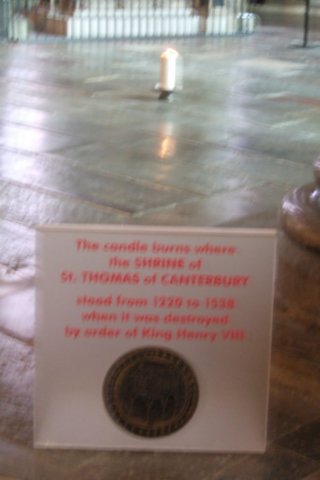 The candle burns where
the SHRINE of
St. THOMAS of CANTERBURY
stood from 1220 to 1538
when it was destroyed
by order of King Henry VIII